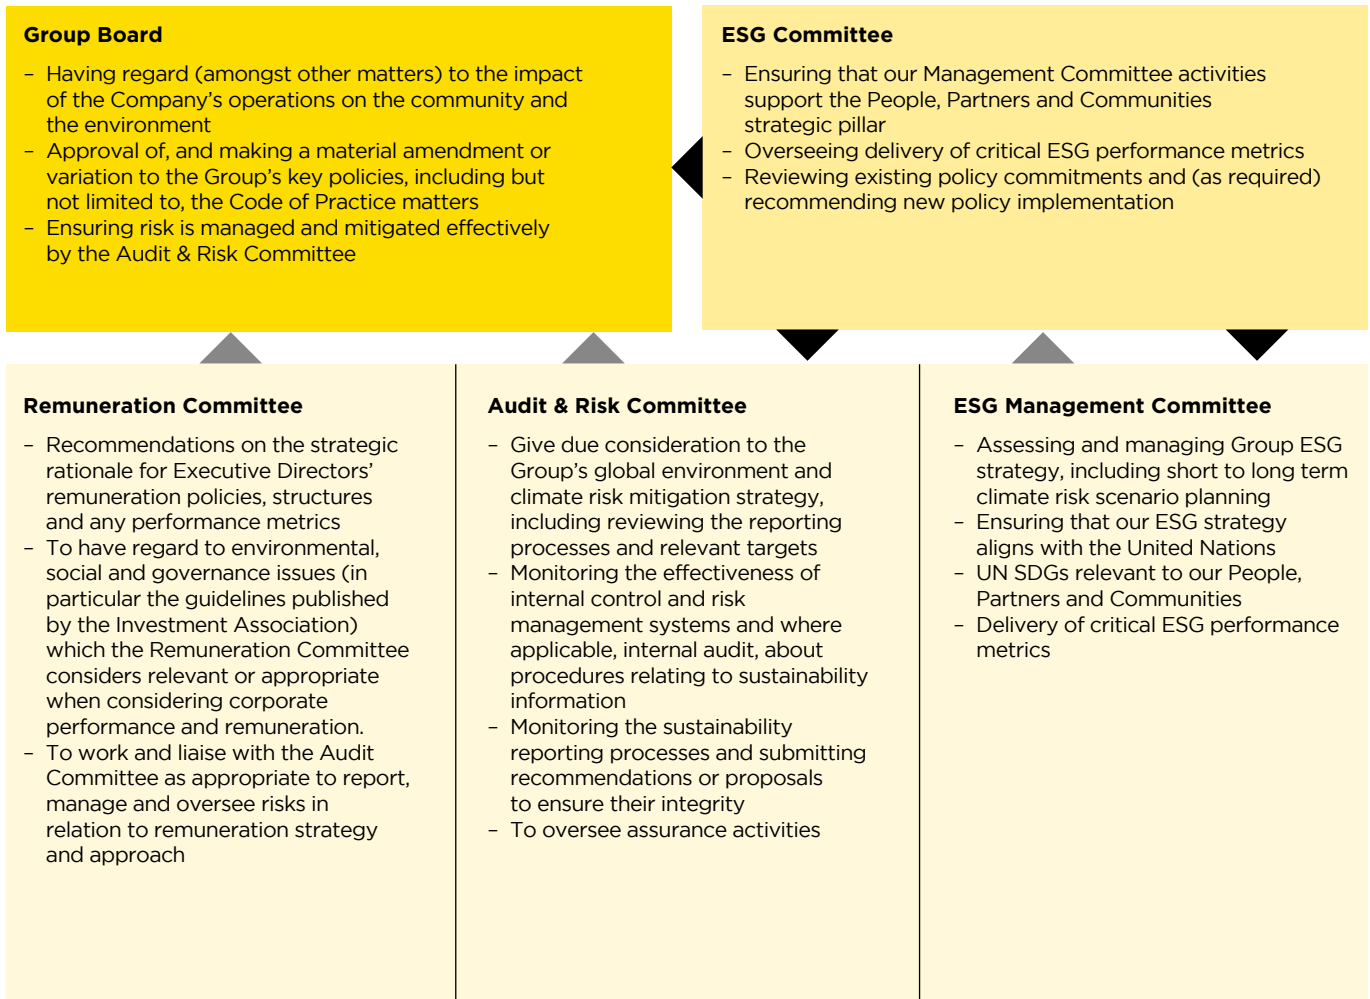 Group Board
– Having regard (amongst other matters) to the impact
of the Company’s operations on the community and
the environment
– Approval of, and making a material amendment or
variation to the Group’s key policies, including but
not limited to, the Code of Practice matters
– Ensuring risk is managed and mitigated effectively
by the Audit & Risk Committee
ESG Committee
– Ensuring that our Management Committee activities
support the People, Partners and Communities
strategic pillar
– Overseeing delivery of critical ESG performance metrics
– Reviewing existing policy commitments and (as required)
recommending new policy implementation
Remuneration Committee
– Recommendations on the strategic
rationale for Executive Directors’
remuneration policies, structures
and any performance metrics
– To have regard to environmental,
social and governance issues (in
particular the guidelines published
by the Investment Association)
which the Remuneration Committee
considers relevant or appropriate
when considering corporate
performance and remuneration.
– To work and liaise with the Audit
Committee as appropriate to report,
manage and oversee risks in
relation to remuneration strategy
and approach
Audit & Risk Committee
– Give due consideration to the
Group’s global environment and
climate risk mitigation strategy,
including reviewing the reporting
processes and relevant targets
– Monitoring the effectiveness of
internal control and risk
management systems and where
applicable, internal audit, about
procedures relating to sustainability
information
– Monitoring the sustainability
reporting processes and submitting
recommendations or proposals
to ensure their integrity
– To oversee assurance activities
ESG Management Committee
– Assessing and managing Group ESG
strategy, including short to long term
climate risk scenario planning
– Ensuring that our ESG strategy
aligns with the United Nations
– UN SDGs relevant to our People,
Partners and Communities
– Delivery of critical ESG performance
metrics